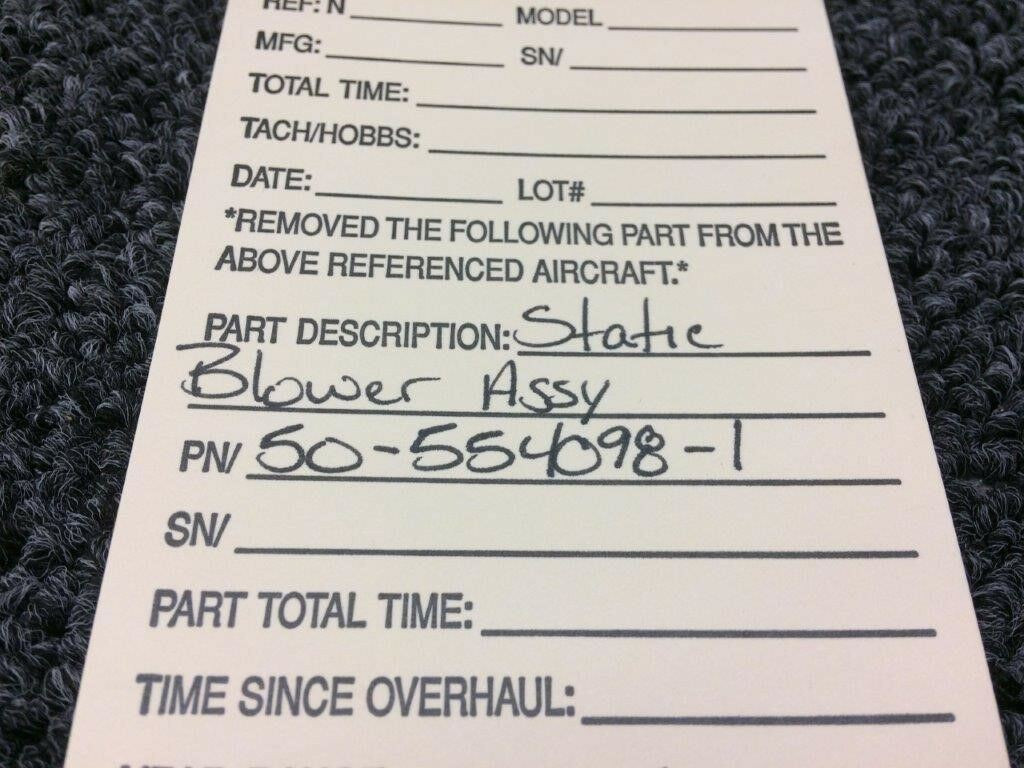 REF: N MODEL
MFG: SN/
TOTAL TIME:
TACH/HOBBS:
DATE: LOT#
*REMOVED THE FOLLOWING PART FROM THE
ABOVE REFERENCED AIRCRAFT.*
PART DESCRIPTION: Static
Blower Assy
PN/ 50-554098-1
SN/
PART TOTAL TIME:
TIME SINCE OVERHAUL: